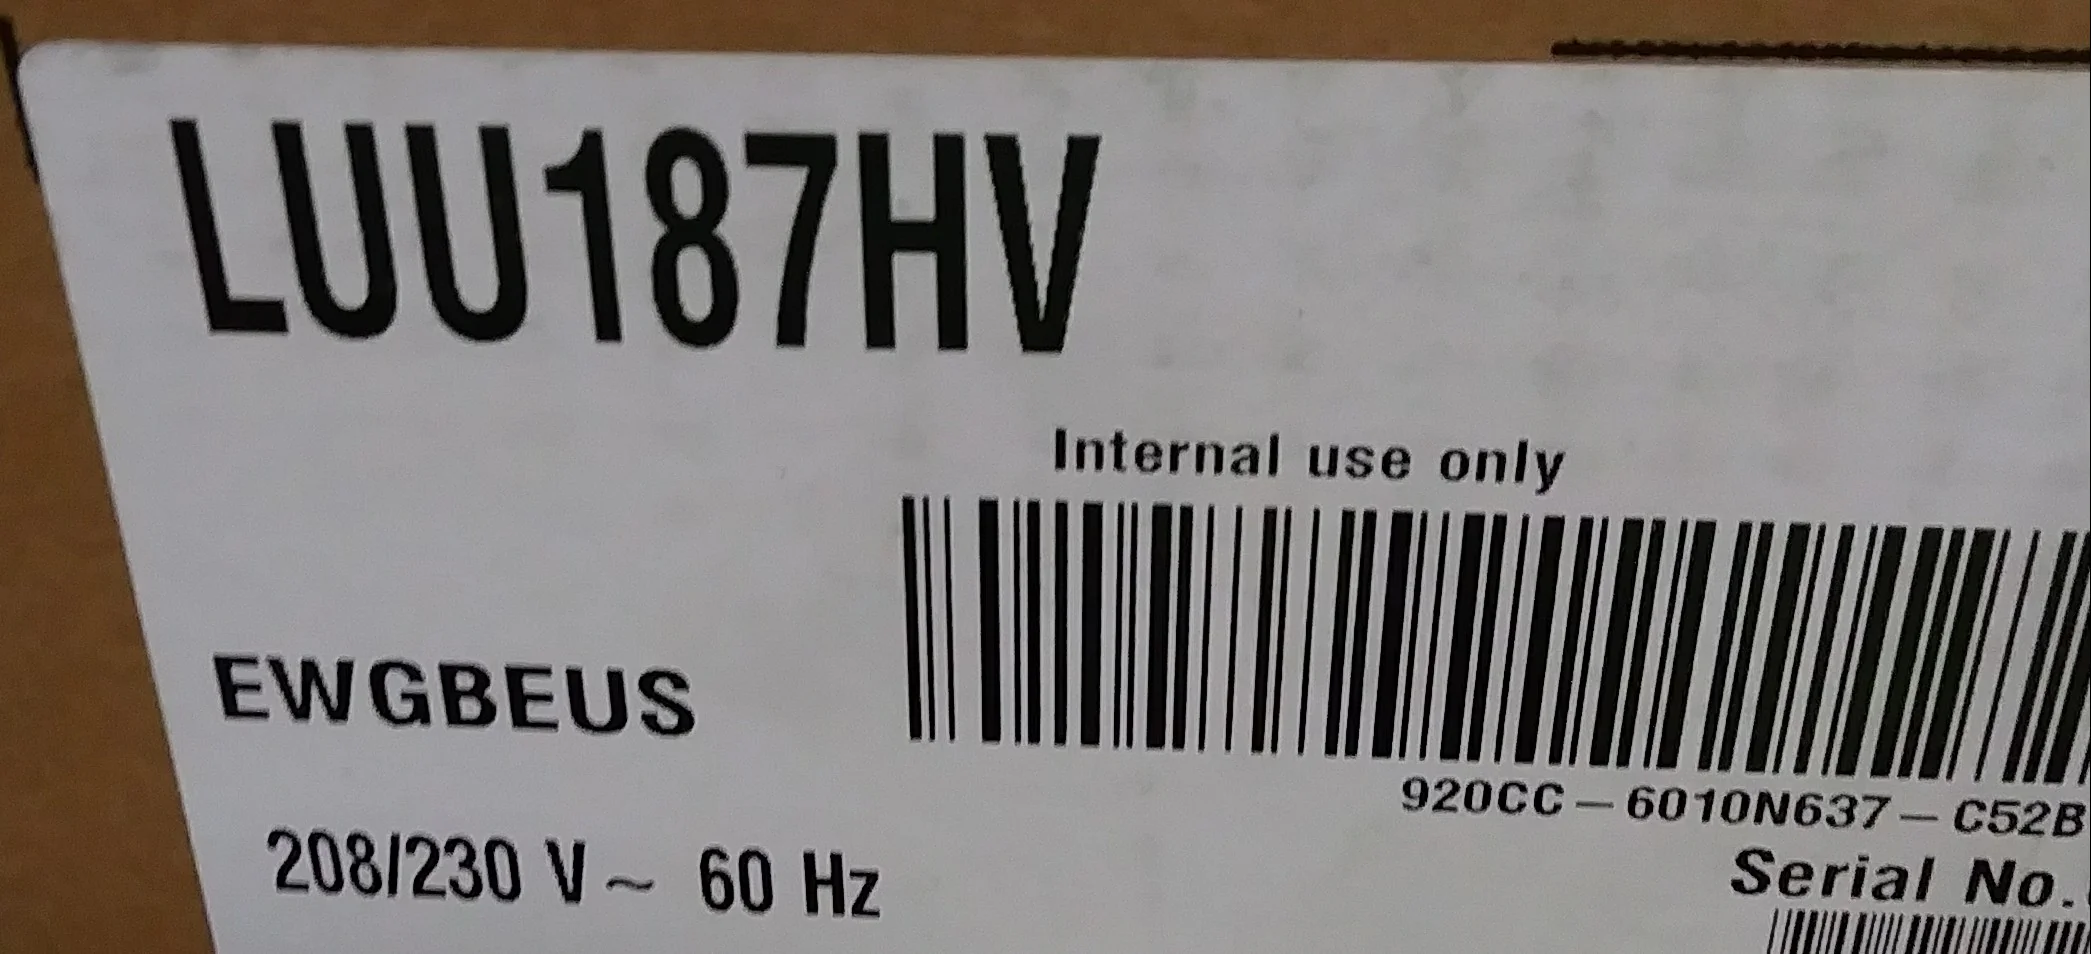 LUU187HV
Internal use only
EWGBEUS
920CC-6010N637-C52B
208/230 V~ 60 Hz
Serial No.